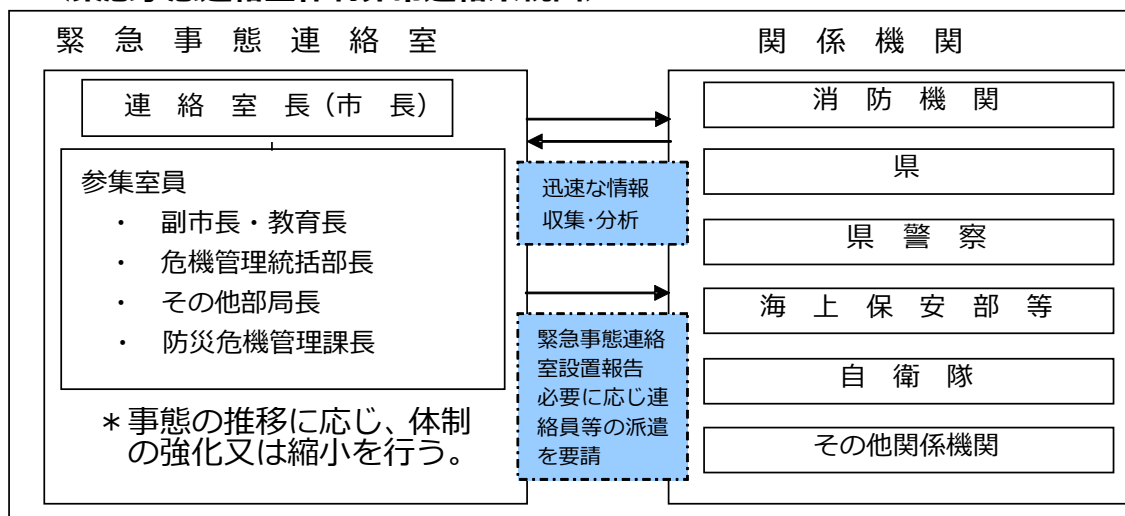 緊急事態連絡室
関係機関
連絡室長(市長)
参集室員
・ 副市長・教育長
・ 危機管理統括部長
・ その他部局長
・ 防災危機管理課長
＊事態の推移に応じ、体制
の強化又は縮小を行う。
迅速な情報
収集・分析
緊急事態連絡
室設置報告
必要に応じ連
絡員等の派遣
を要請
消防機関
県
県警察
海上保安部等
自衛隊
その他関係機関